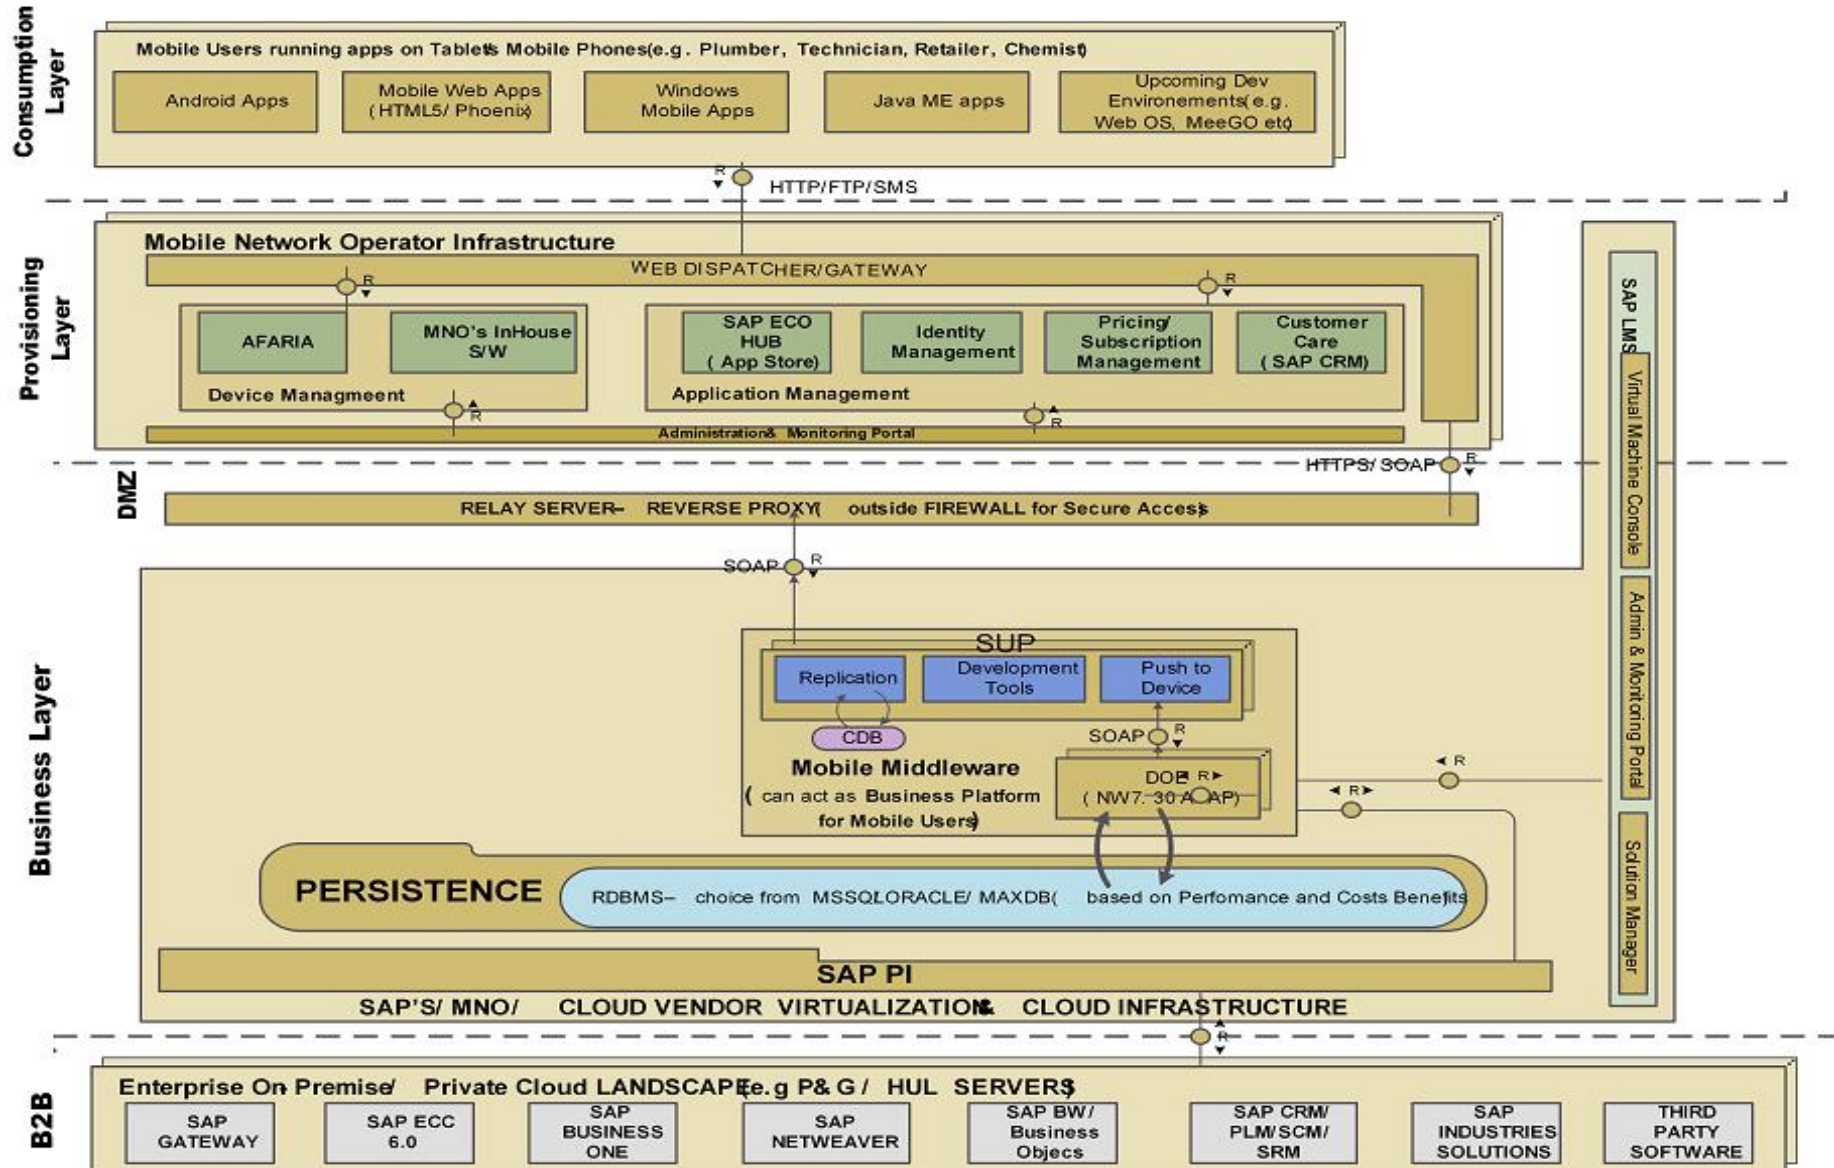 Consumption
Layer
Mobile Users running apps on Tablet's Mobile Phones(e.g. Plumber, Technician, Retailer, Chemist)
Android Apps
Mobile Web Apps
(HTML5/ Phoenix)
Windows
Mobile Apps
Java ME apps
Upcoming Dev
Environements(e.g.
Web OS, MeeGO etc)
R
HTTP/FTP/SMS
Provisioning
Layer
Mobile Network Operator Infrastructure
WEB DISPATCHER/GATEWAY
R
R
AFARIA
MNO's InHouse
S/W
Device Managmeent
R
SAP ECO
HUB
( App Store)
Identity
Management
Pricing/
Subscription
Management
Customer
Care
( SAP CRM)
Application Management
R
Administration& Monitoring Portal
HTTPS/ SOAP
R
DMZ
RELAY SERVER– REVERSE PROXY( outside FIREWALL for Secure Access)
SOAP
R
SAP LMS
Virtual Machine Console
Admin & Monitoring Portal
Solution Manager
Business Layer
SUP
Replication
Development
Tools
Push to
Device
CDB
SOAP
R
Mobile Middleware
( can act as Business Platform
for Mobile Users)
DOE
R
( NW7. 30 ABAP)
R
R
PERSISTENCE
RDBMS– choice from MSSQL/ORACLE/ MAXDB( based on Perfomance and Costs Benefits)
SAP PI
SAP'S/ MNO/ CLOUD VENDOR VIRTUALIZATION& CLOUD INFRASTRUCTURE
R
B2B
Enterprise On-Premise/ Private Cloud LANDSCAPE(e.g P& G / HUL SERVERS)
SAP
GATEWAY
SAP ECC
6.0
SAP
BUSINESS
ONE
SAP
NETWEAVER
SAP BW/
Business
Objecs
SAP CRM/
PLM/SCM/
SRM
SAP
INDUSTRIES
SOLUTIONS
THIRD
PARTY
SOFTWARE